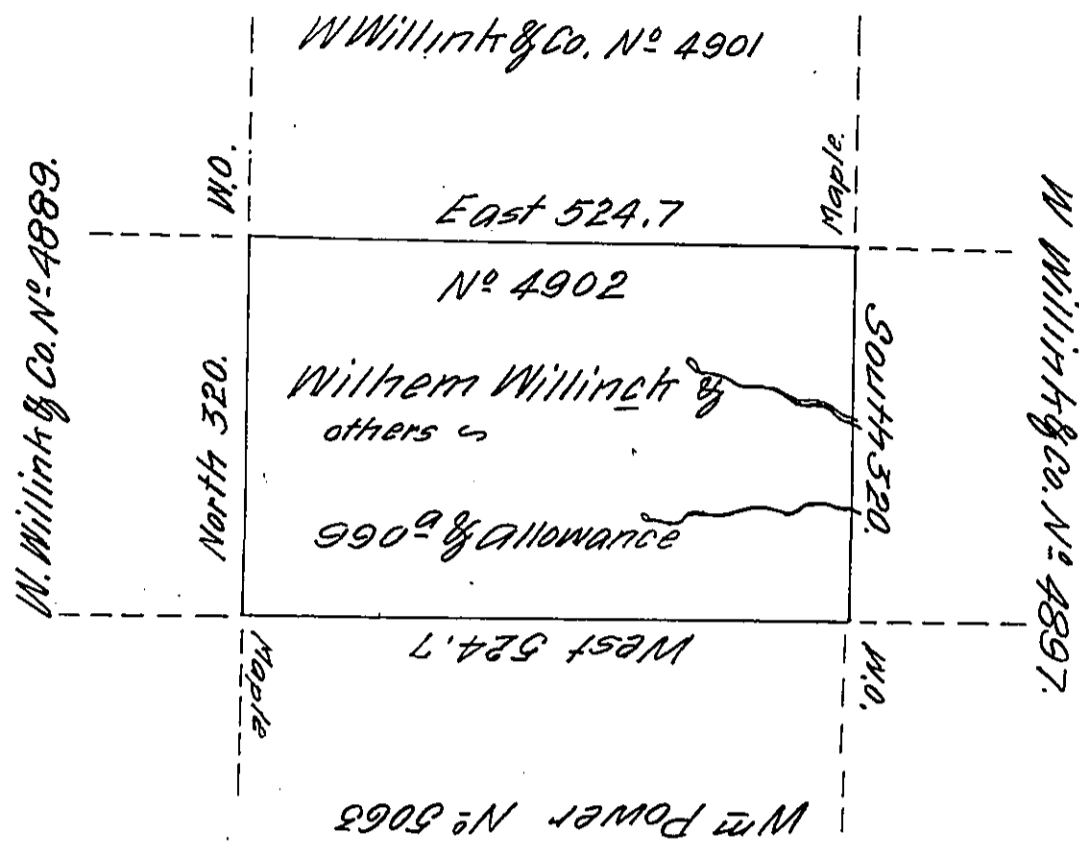 W Willink & Co. Nº 4901
W.O.
Maple.
W. Willink & Co. Nº 4889.
East 524.7
W Willink & Co. Nº 4897.
Nº 4902
North 320.
South 320.
Wilhem Willinck &
others
990ª & Allowance
West 524.7
Maple
W.O.
Wm Power Nº 5063